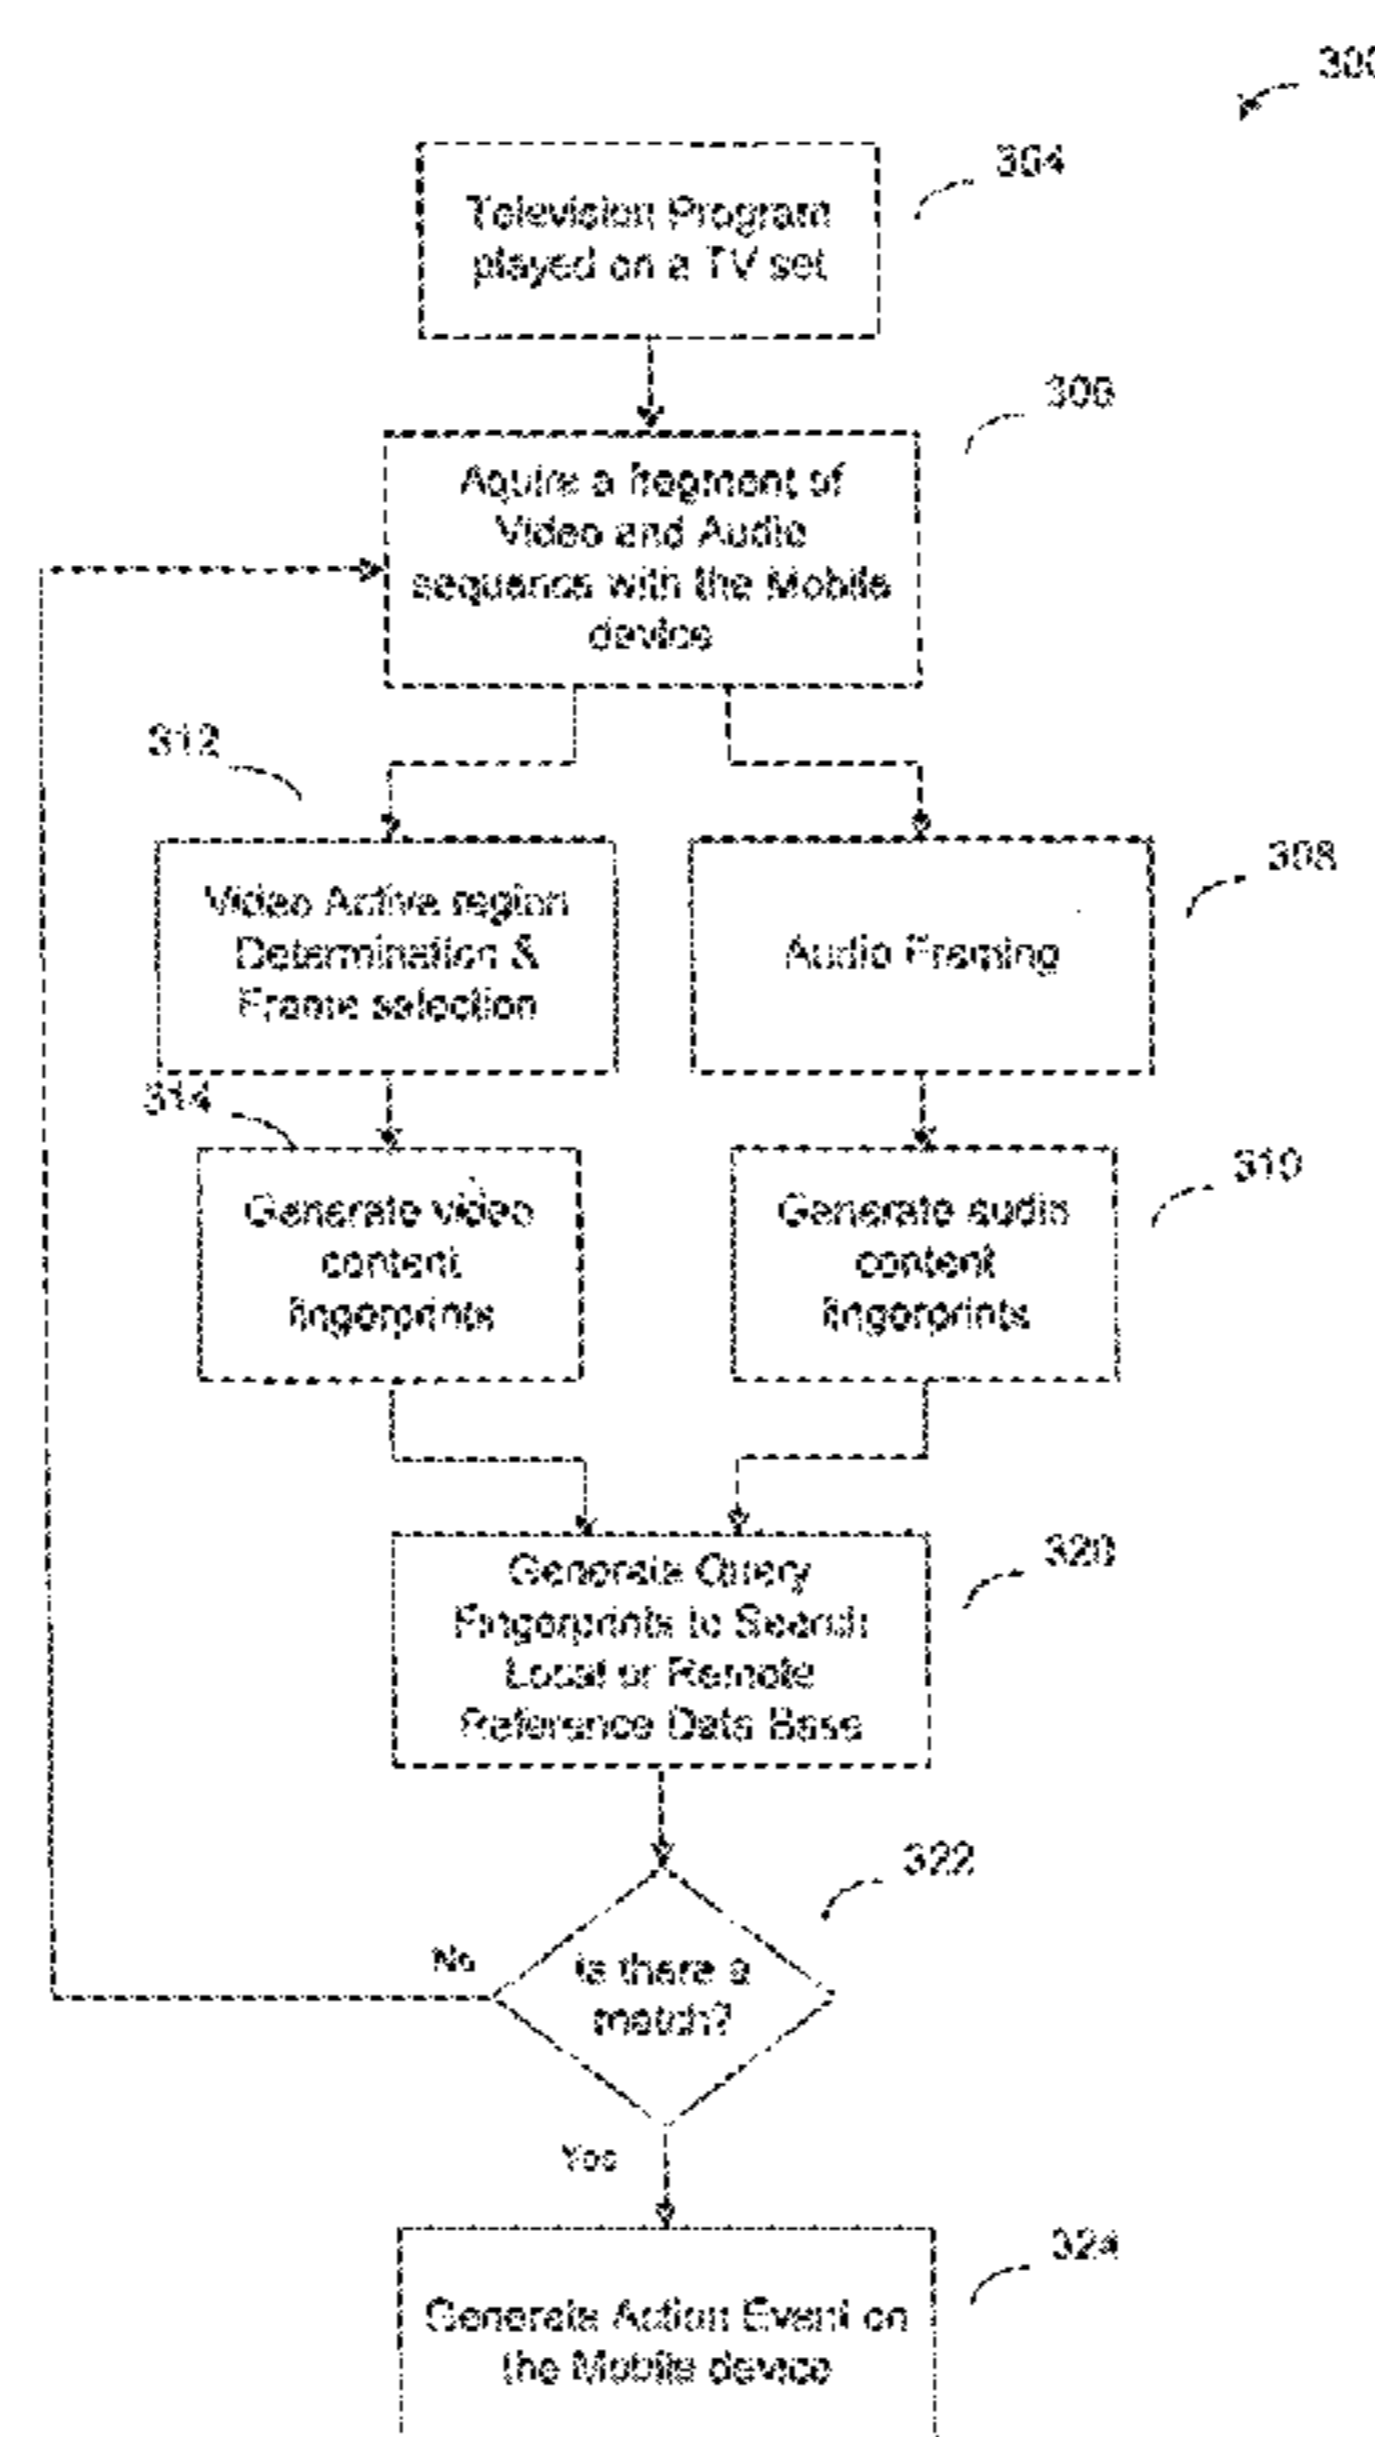 300
304
Television Program
played on a TV set
306
Aquire a fragment of
Video and Audio
sequence with the Mobile
device
312
Video Active region
Determination &
Frame selection
308
Audio Framing
314
Generate video
content
fingerprints
310
Generate audio
content
fingerprints
320
Generate Query
Fingerprints to Search
Local or Remote
Reference Data Base
322
No
Is there a
match?
Yes
324
Generate Action Event on
the Mobile device